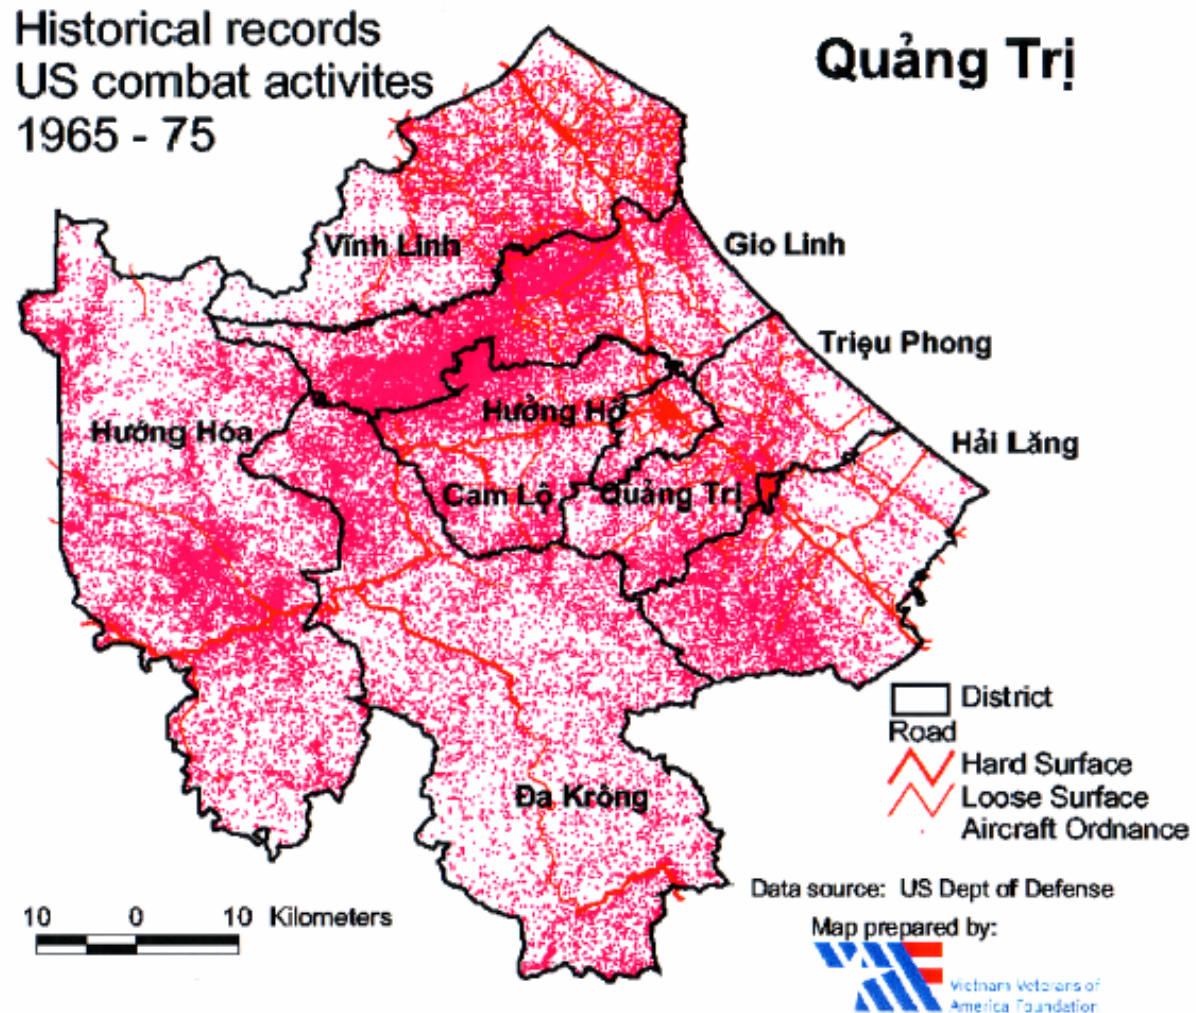 Historical records
US combat activites
1965 - 75
Quảng Trị
Vĩnh Linh
Gio Linh
Triệu Phong
Hướng Hóa
Hưởng Hở
Hải Lăng
Cam Lộ
Quảng Trị
Đa Krông
District
Road
Hard Surface
Loose Surface
Aircraft Ordnance
10 0 10 Kilometers
Data source: US Dept of Defense
Map prepared by:
Vietnam Veterans of
America Foundation